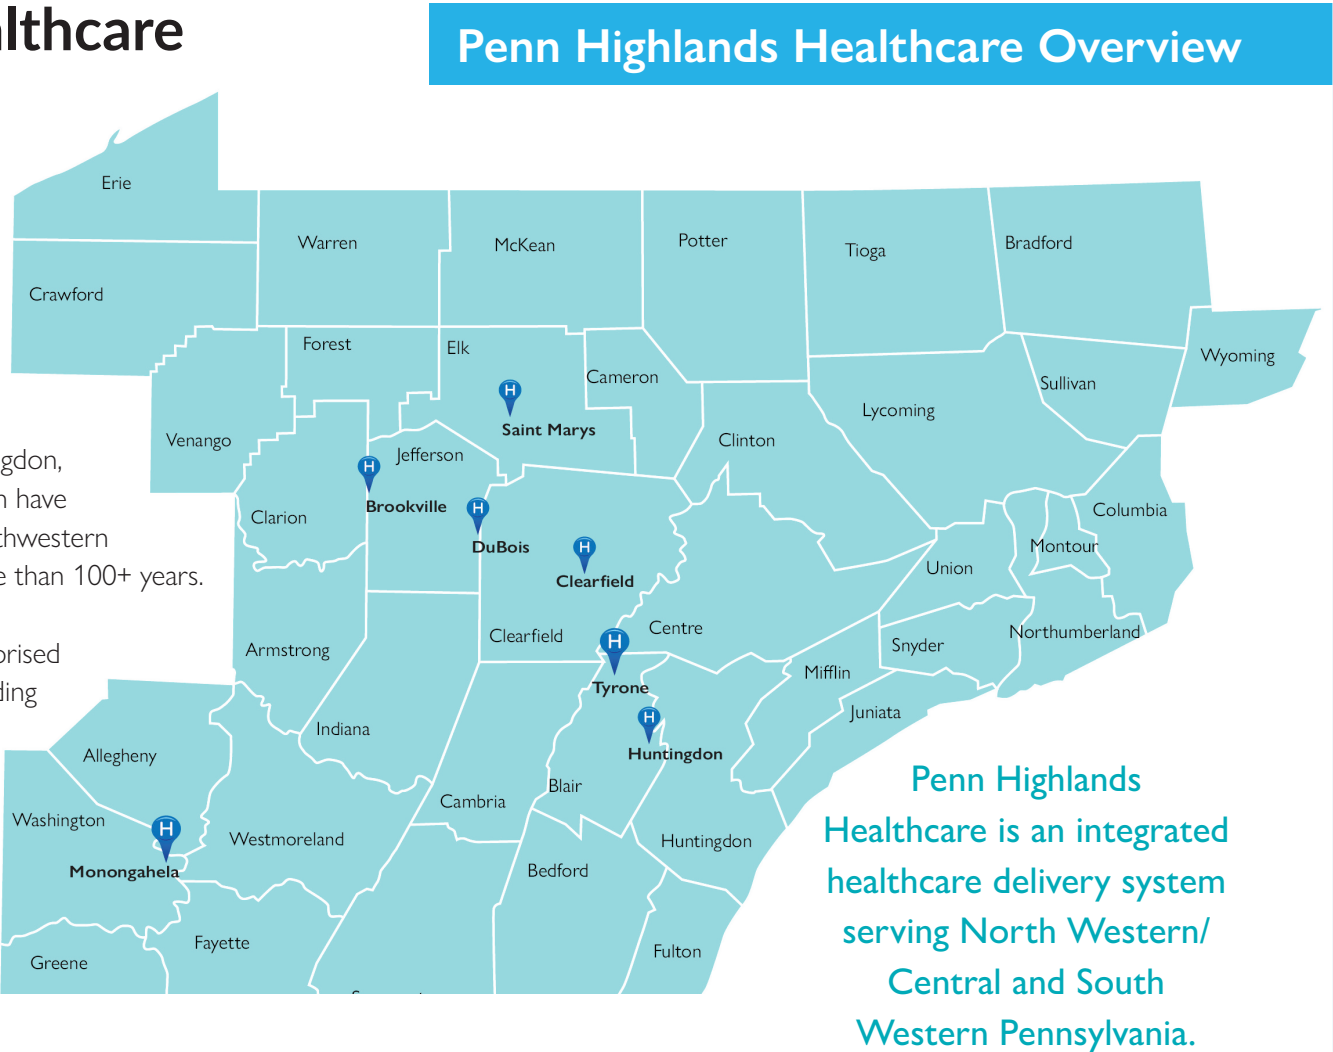 althcare
Penn Highlands Healthcare Overview
Erie
Warren
McKean
Potter
Tioga
Bradford
Crawford
Forest
Elk
Cameron
Wyoming
Sullivan
Lycoming
Saint Marys
Venango
Clinton
Jefferson
gdon,
Brookville
n have
Clarion
Columbia
thwestern
DuBois
Montour
e than 100+ years.
Clearfield
Union
Clearfield
Centre
Northumberland
Armstrong
Snyder
prised
Mifflin
ding
Tyrone
Juniata
Indiana
Allegheny
Huntingdon
Blair
Cambria
Washington
Westmoreland
Huntingdon
Monongahela
Bedford
Fayette
Fulton
Greene
Penn Highlands
Healthcare is an integrated
healthcare delivery system
serving North Western/
Central and South
Western Pennsylvania.